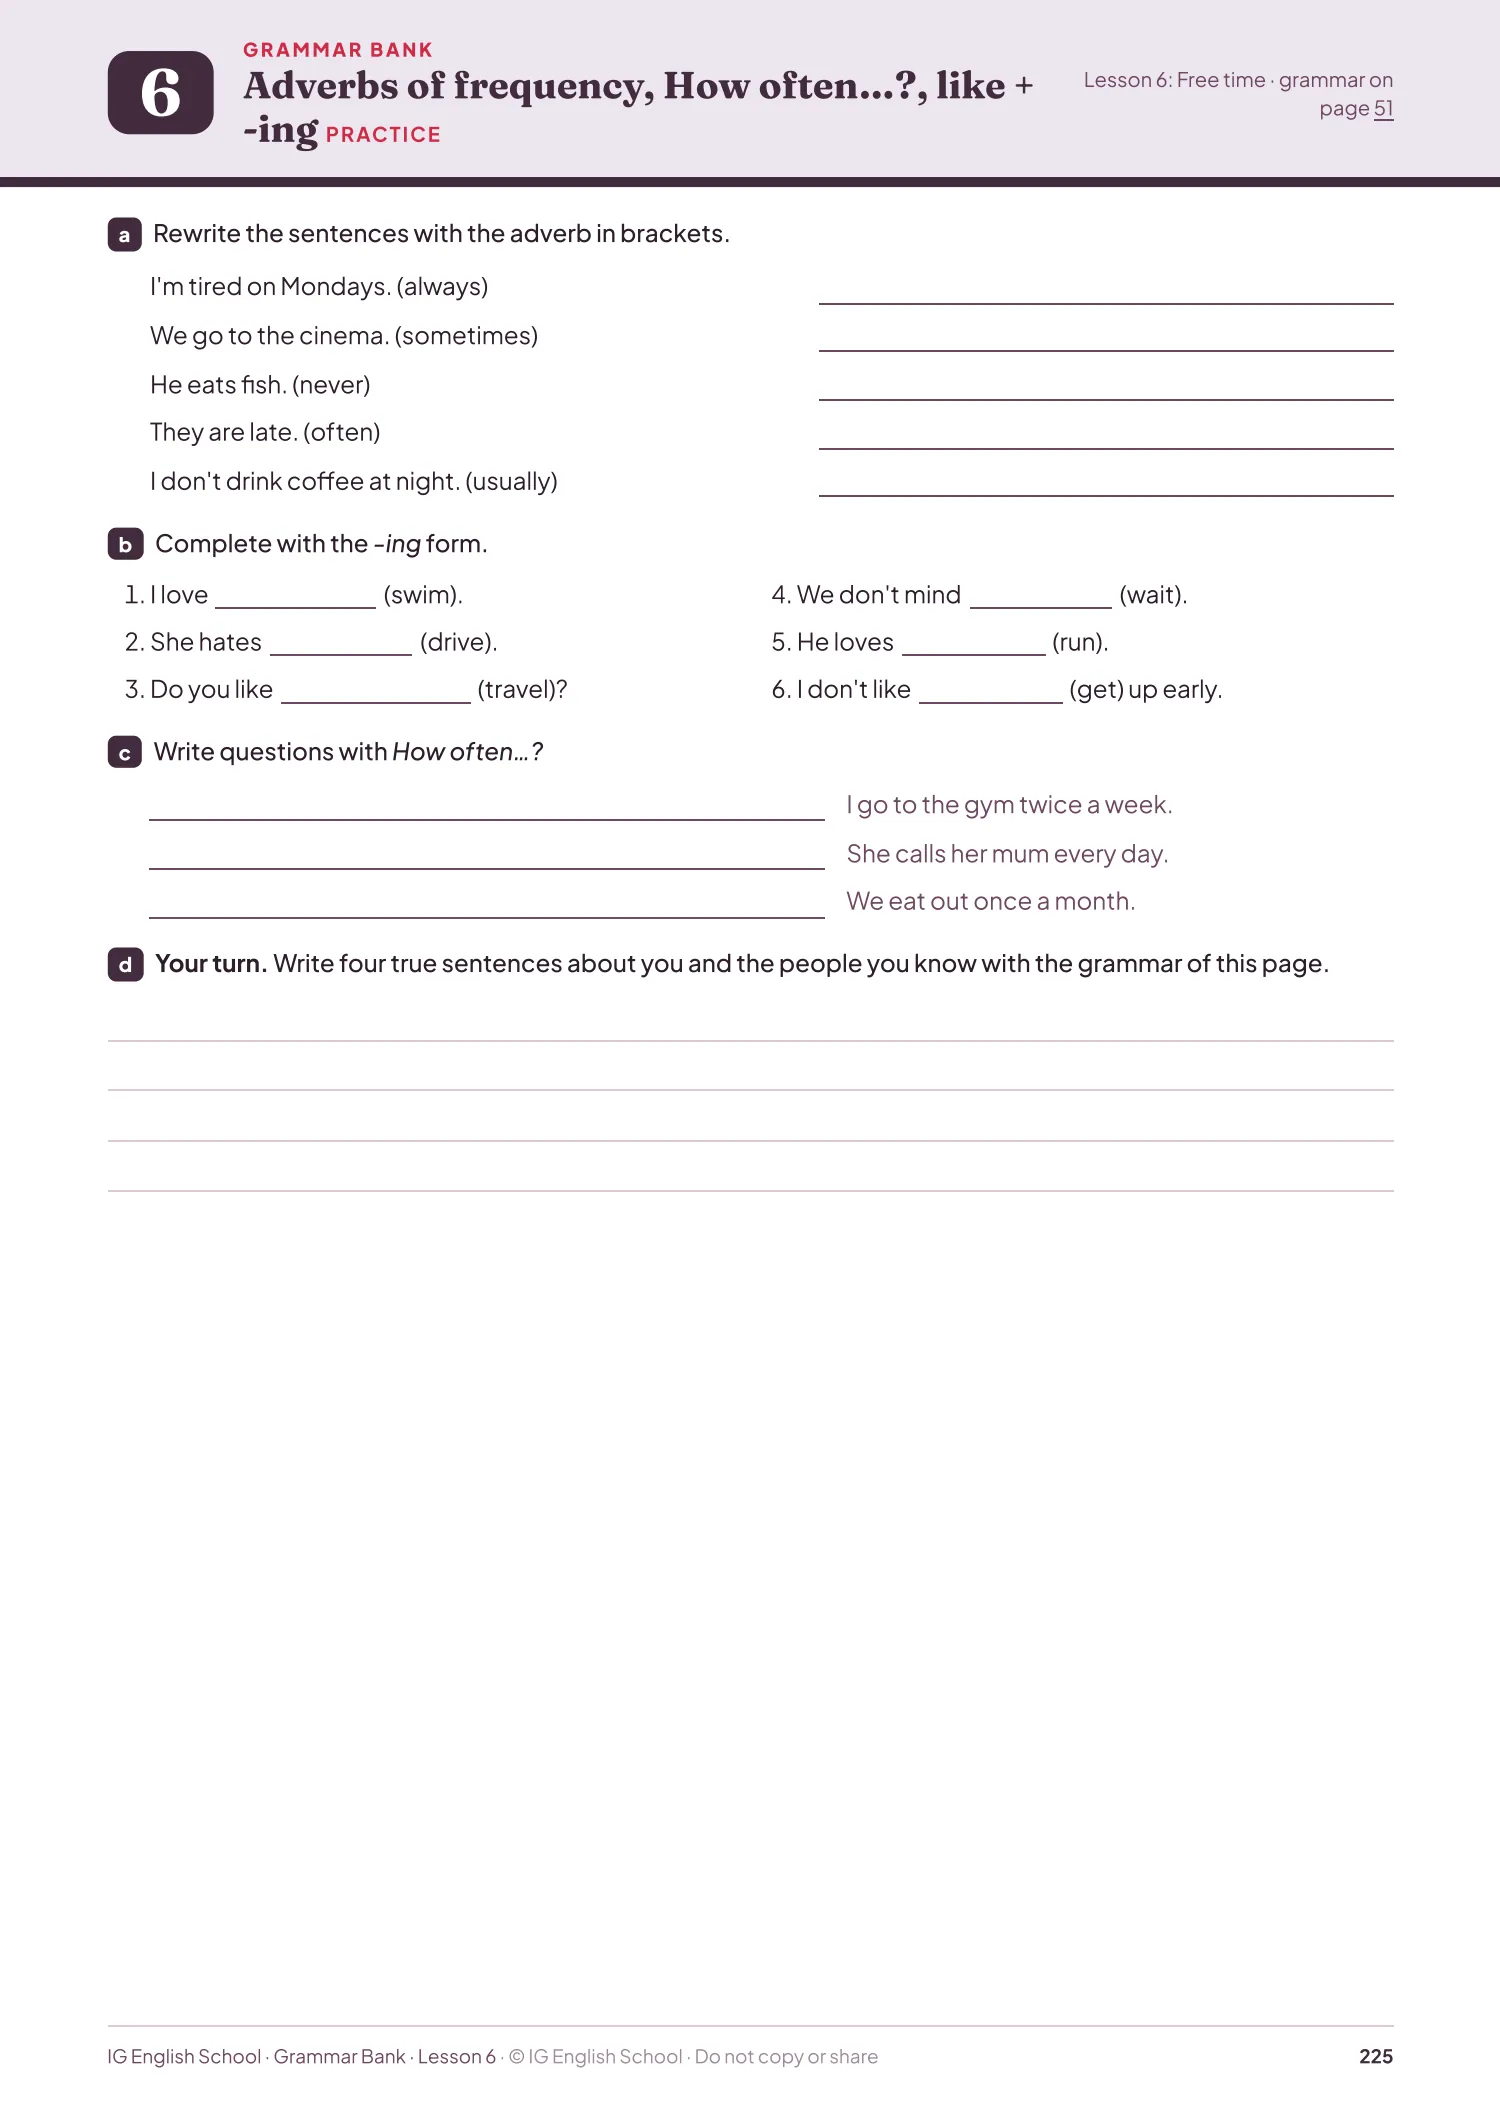 6
GRAMMAR BANK
Adverbs of frequency, How often...?, like +
-ing PRACTICE
Lesson 6: Free time · grammar on
page 51
a Rewrite the sentences with the adverb in brackets.
I'm tired on Mondays. (always)
We go to the cinema. (sometimes)
He eats fish. (never)
They are late. (often)
I don't drink coffee at night. (usually)
b Complete with the -ing form.
1. I love ____ (swim).
2. She hates ____ (drive).
3. Do you like ____ (travel)?
4. We don't mind ____ (wait).
5. He loves ____ (run).
6. I don't like ____ (get) up early.
c Write questions with How often...?
I go to the gym twice a week.
She calls her mum every day.
We eat out once a month.
d Your turn. Write four true sentences about you and the people you know with the grammar of this page.
IG English School · Grammar Bank · Lesson 6 · © IG English School · Do not copy or share
225